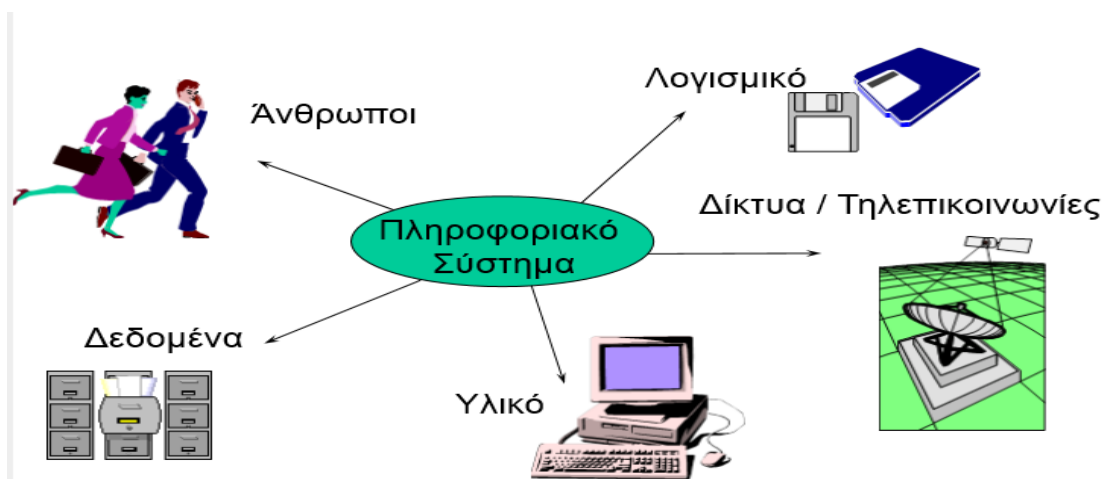 Λογισμικό
Άνθρωποι
Δίκτυα / Τηλεπικοινωνίες
Πληροφοριακό
Σύστημα
Δεδομένα
Υλικό